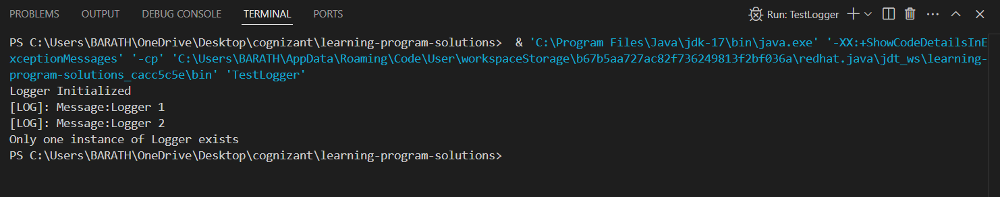 PROBLEMS OUTPUT DEBUG CONSOLE TERMINAL PORTS Run: TestLogger
PS C:\Users\BARATH\OneDrive\Desktop\cognizant\learning-program-solutions>  & 'C:\Program Files\Java\jdk-17\bin\java.exe' '-XX:+ShowCodeDetailsInE
xceptionMessages' '-cp' 'C:\Users\BARATH\AppData\Roaming\Code\User\workspaceStorage\b67b5aa727ac82f736249813f2bf036a\redhat.java\jdt_ws\learning-
program-solutions_cacc5c5e\bin' 'TestLogger'
Logger Initialized
[LOG]: Message:Logger 1
[LOG]: Message:Logger 2
Only one instance of Logger exists
PS C:\Users\BARATH\OneDrive\Desktop\cognizant\learning-program-solutions>